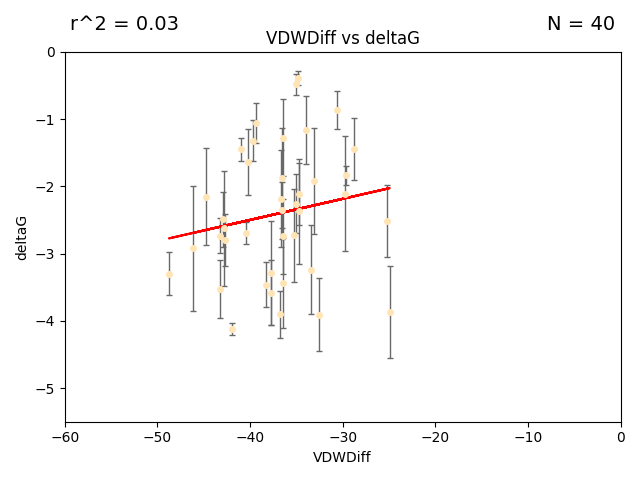 r^2 = 0.03
N = 40
VDWDiff vs deltaG
0
−1
−2
−3
−4
−5
deltaG
−60 −50 −40 −30 −20 −10 0
VDWDiff